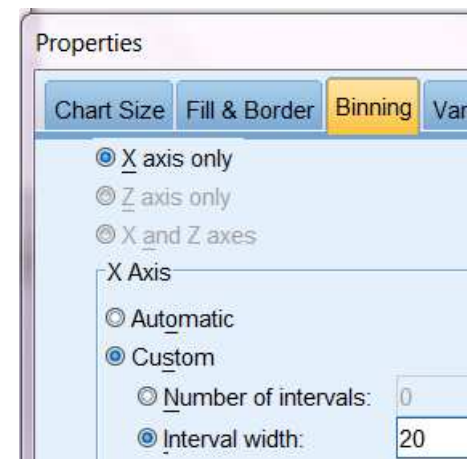 Properties
Chart Size Fill & Border Binning Var
X axis only
Z axis only
X and Z axes
X Axis
Automatic
Custom
Number of intervals: 0
Interval width: 20